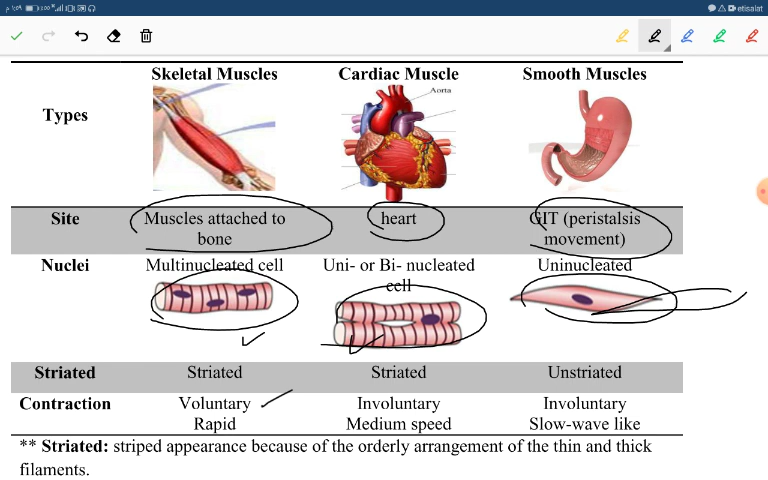 etisalat
Skeletal Muscles Cardiac Muscle Smooth Muscles
Aorta
Types
Site Muscles attached to bone heart GIT (peristalsis movement)
Nuclei Multinucleated cell Uni- or Bi- nucleated cell Uninucleated
Striated Striated Striated Unstriated
Contraction Voluntary Involuntary Involuntary
Rapid Medium speed Slow-wave like
** Striated: striped appearance because of the orderly arrangement of the thin and thick
filaments.